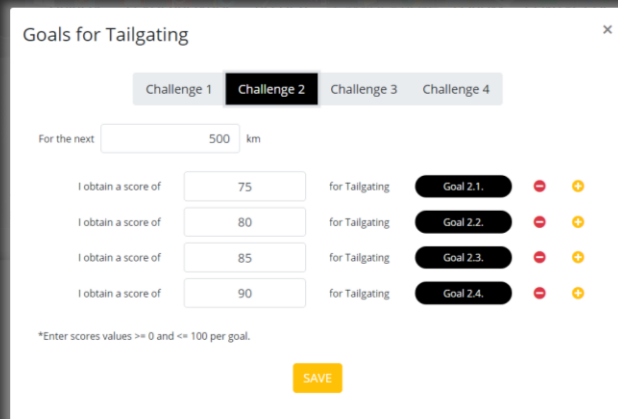 Goals for Tailgating ×
Challenge 1 Challenge 2 Challenge 3 Challenge 4
For the next 500 km
I obtain a score of 75 for Tailgating Goal 2.1.
I obtain a score of 80 for Tailgating Goal 2.2.
I obtain a score of 85 for Tailgating Goal 2.3.
I obtain a score of 90 for Tailgating Goal 2.4.
*Enter scores values >= 0 and <= 100 per goal.
SAVE